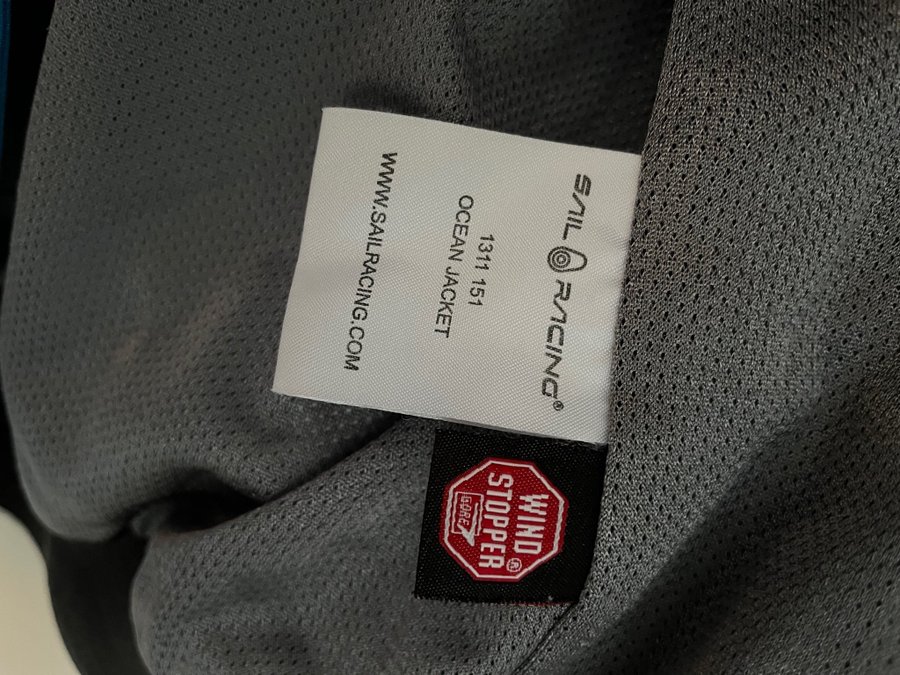 SAIL RACING®
1311 151
OCEAN JACKET
WWW.SAILRACING.COM
WIND
STOPPER®
GORE